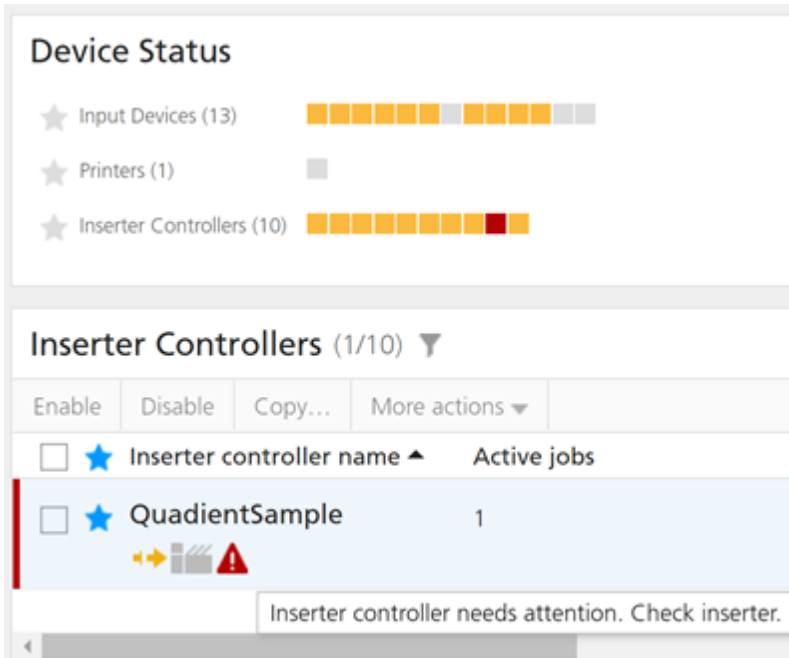 Device Status
Input Devices (13)
Printers (1)
Inserter Controllers (10)
Inserter Controllers (1/10)
Enable Disable Copy... More actions
Inserter controller name Active jobs
QuadientSample 1
Inserter controller needs attention. Check inserter.